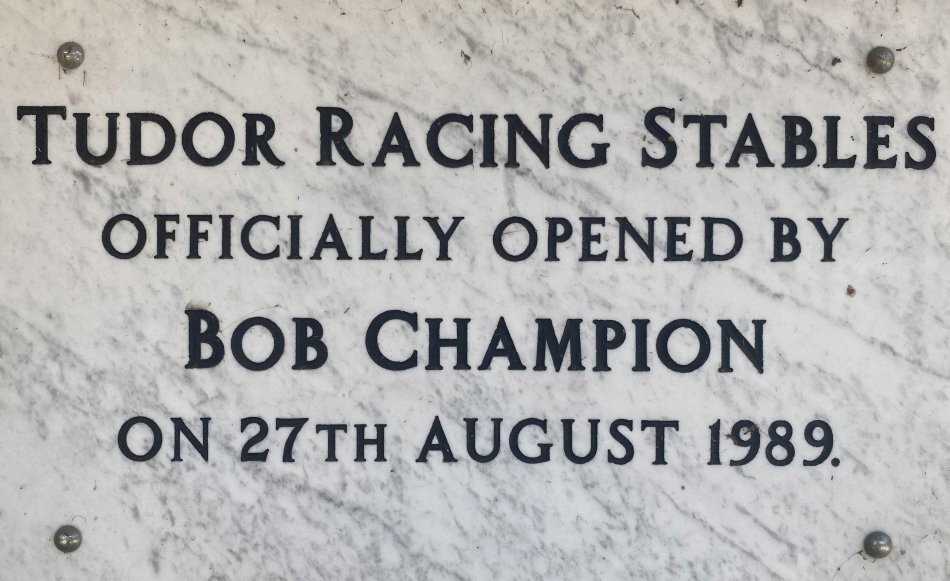 TUDOR RACING STABLES
OFFICIALLY OPENED BY
BOB CHAMPION
ON 27TH AUGUST 1989.